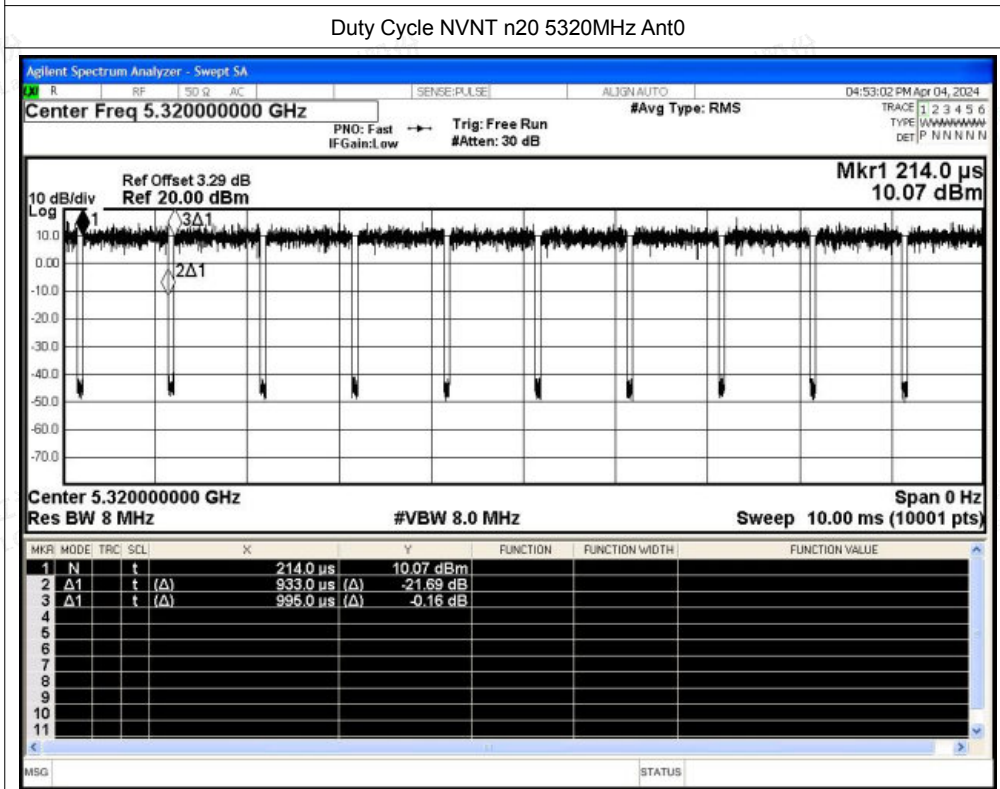 Duty Cycle NVNT n20 5320MHz Ant0
Agilent Spectrum Analyzer - Swept SA
R RF 50 Ω AC SENSE:PULSE ALIGN AUTO 04:53:02 PM Apr 04, 2024
Center Freq 5.320000000 GHz #Avg Type: RMS TRACE 1 2 3 4 5 6
PNO: Fast Trig: Free Run TYPE WWWWWW
IFGain:Low #Atten: 30 dB DET P N N N N N
Mkr1 214.0 µs
Ref Offset 3.29 dB
10 dB/div Ref 20.00 dBm 10.07 dBm
Log
1 3Δ1
10.0
0.00
2Δ1
-10.0
-20.0
-30.0
-40.0
-50.0
-60.0
-70.0
Center 5.320000000 GHz Span 0 Hz
Res BW 8 MHz #VBW 8.0 MHz Sweep 10.00 ms (10001 pts)
MKR MODE TRC SCL X Y FUNCTION FUNCTION WIDTH FUNCTION VALUE
1 N t 214.0 µs 10.07 dBm
2 Δ1 t (Δ) 933.0 µs (Δ) -21.69 dB
3 Δ1 t (Δ) 995.0 µs (Δ) -0.16 dB
4
5
6
7
8
9
10
11
MSG STATUS